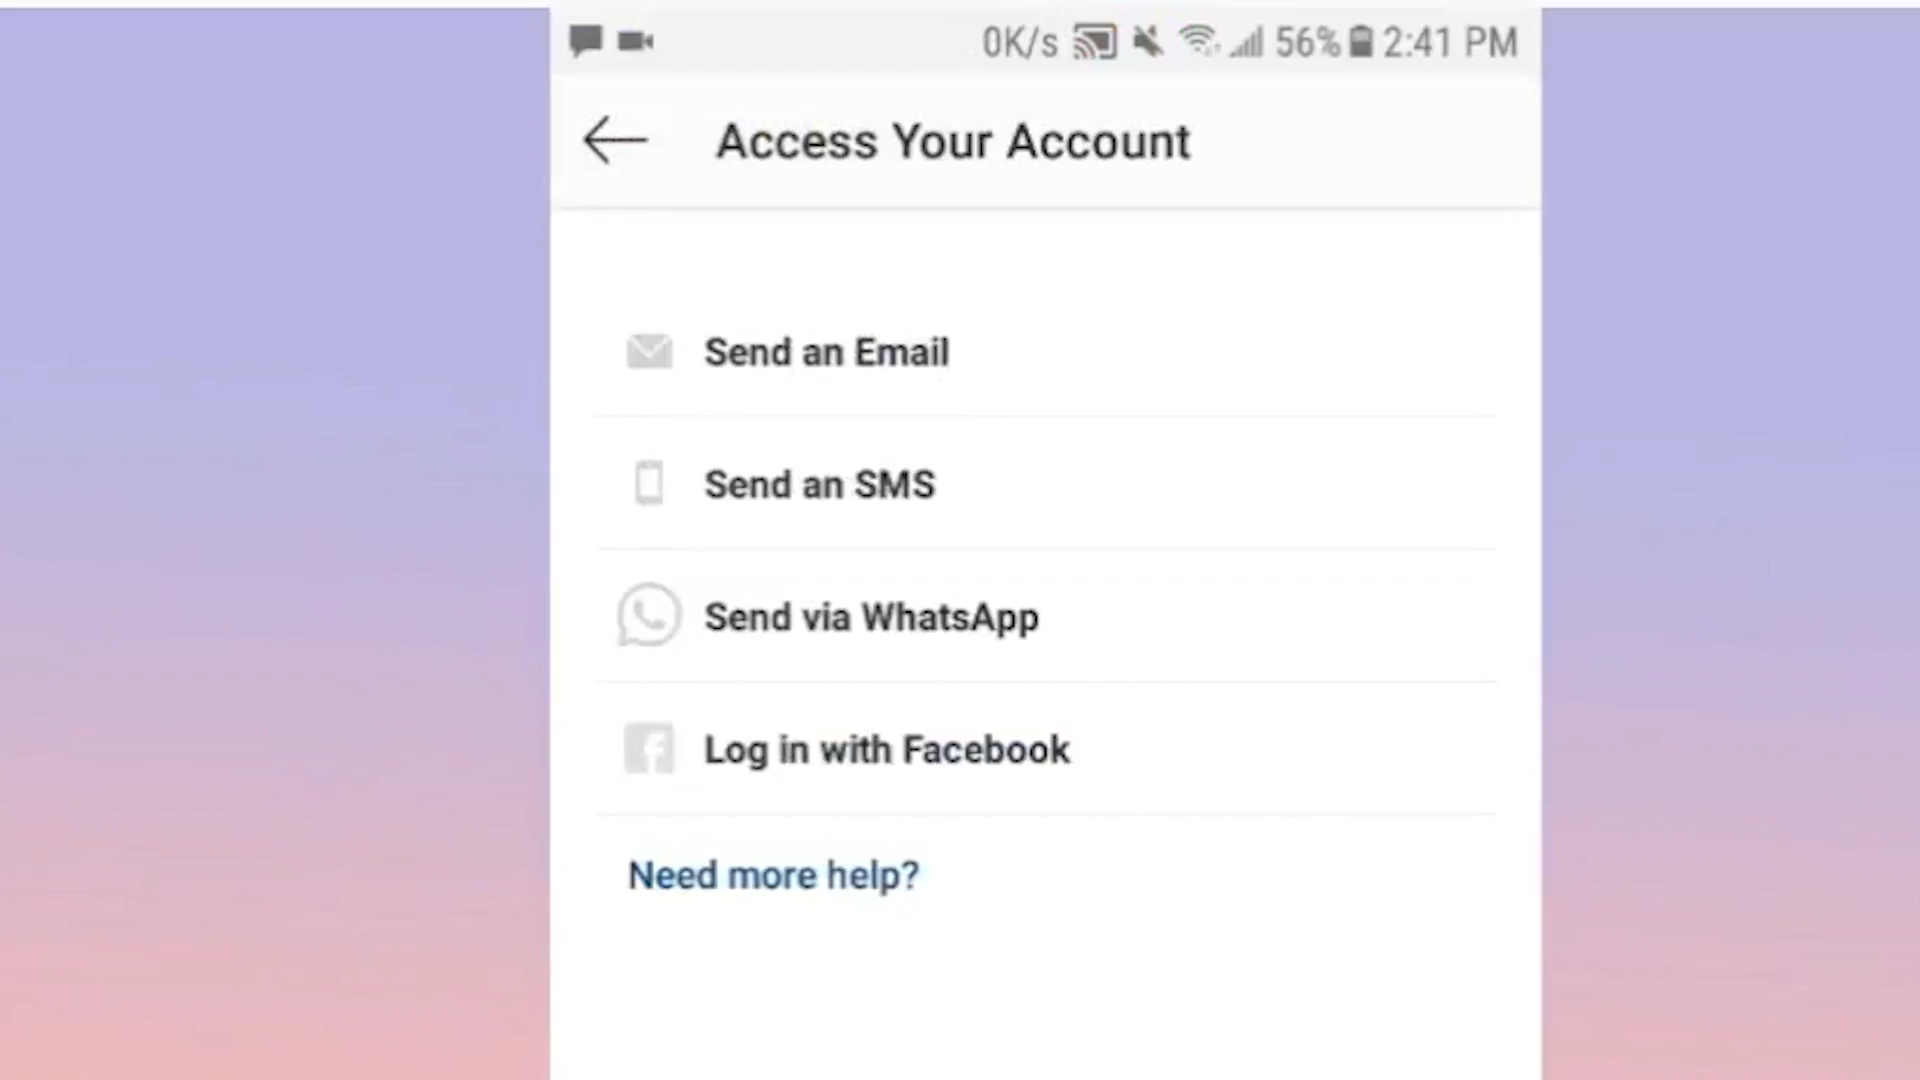 0K/s 56% 2:41 PM
Access Your Account
Send an Email
Send an SMS
Send via WhatsApp
Log in with Facebook
Need more help?